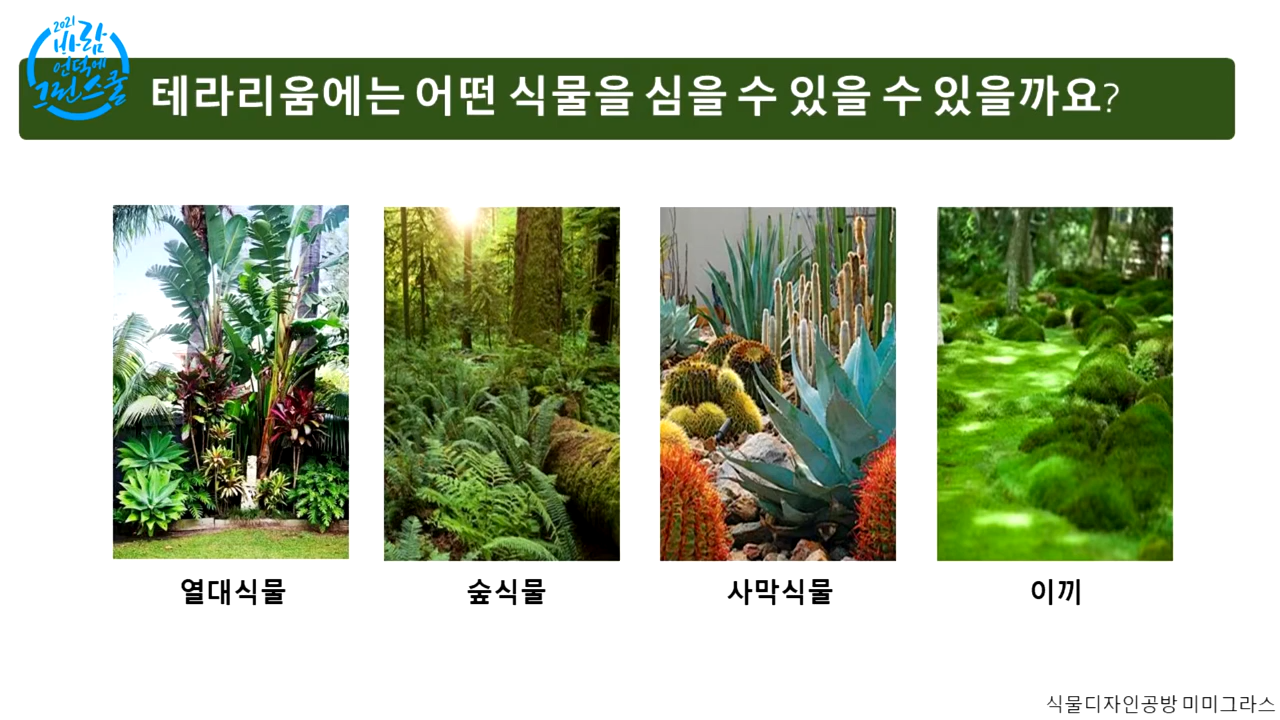 2021
바람
언덕에
그린스쿨
테라리움에는 어떤 식물을 심을 수 있을 수 있을까요?
열대식물
숲식물
사막식물
이끼
식물디자인공방 미미그라스